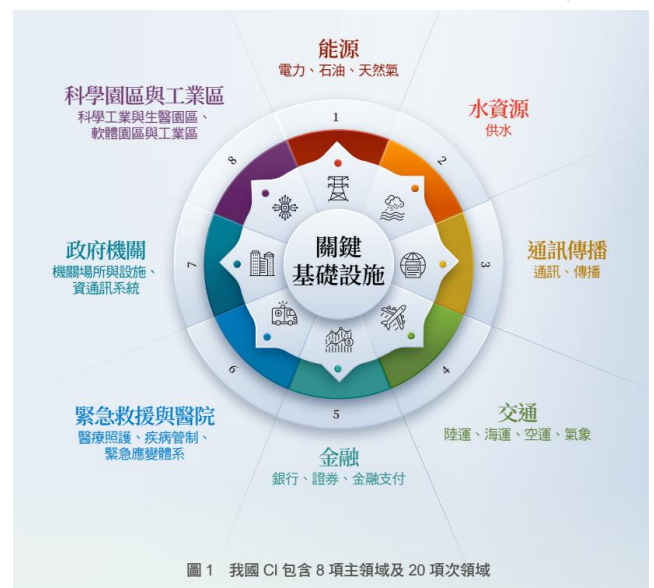 能源
電力、石油、天然氣
1
水資源
供水
2
通訊傳播
通訊、傳播
3
交通
陸運、海運、空運、氣象
4
金融
銀行、證券、金融支付
5
緊急救援與醫院
醫療照護、疾病管制、
緊急應變體系
6
政府機關
機關場所與設施、
資通訊系統
7
科學園區與工業區
科學工業與生醫園區、
軟體園區與工業區
8
關鍵
基礎設施
圖 1 我國 CI 包含 8 項主領域及 20 項次領域